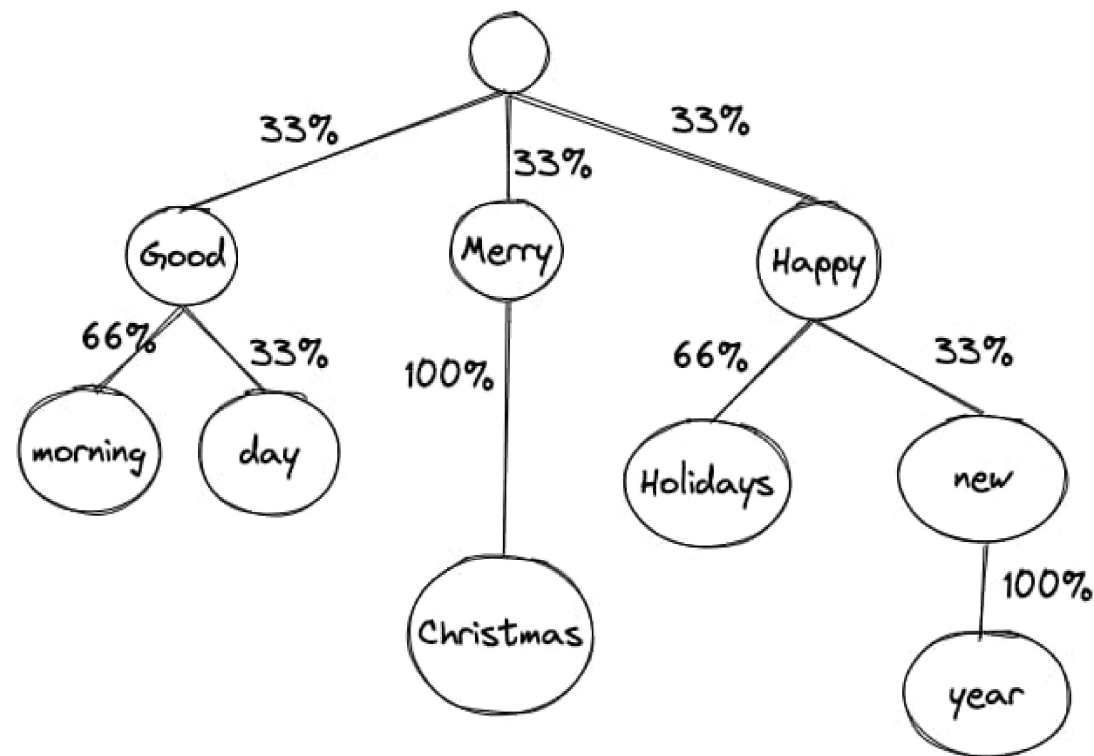 33%
33%
33%
Good
Merry
Happy
66%
33%
100%
66%
33%
morning
day
Holidays
new
100%
Christmas
year